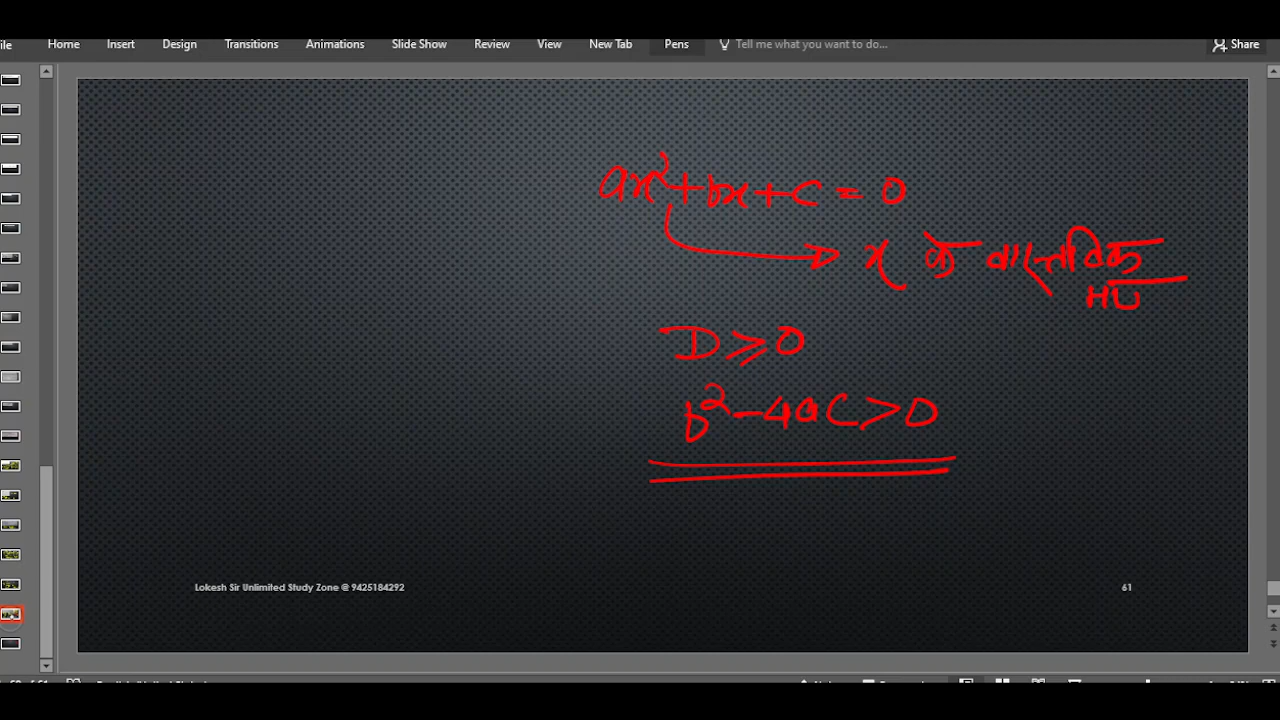 File Home Insert Design Transitions Animations Slide Show Review View New Tab Pens Tell me what you want to do... Share
ax²+bx+c = 0
x के वास्तविक
D ≥ 0
b²-4ac>0
Lokesh Sir Unlimited Study Zone @ 9425184292
61